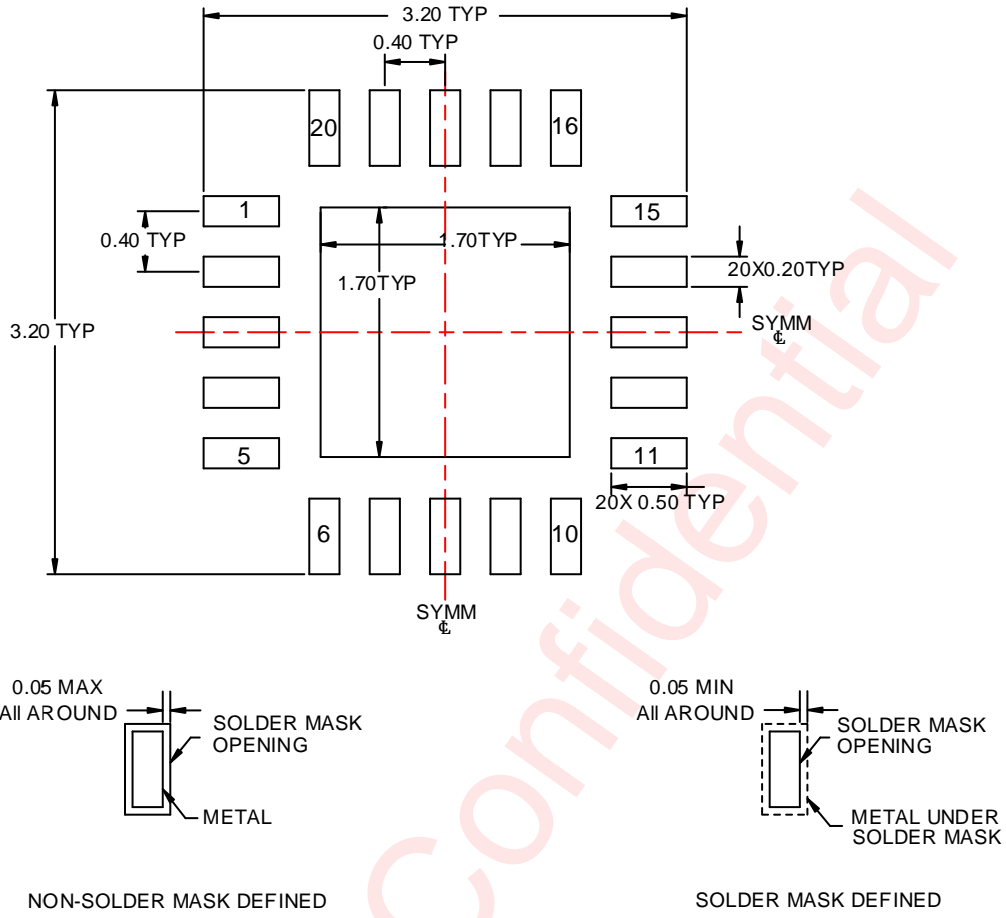 3.20 TYP
0.40 TYP
20
16
1
15
0.40 TYP
1.70TYP
20X0.20TYP
1.70TYP
3.20 TYP
SYMM
℄
5
11
20X 0.50 TYP
6
10
SYMM
℄
0.05 MAX
All AROUND
SOLDER MASK
OPENING
METAL
NON-SOLDER MASK DEFINED
0.05 MIN
All AROUND
SOLDER MASK
OPENING
METAL UNDER
SOLDER MASK
SOLDER MASK DEFINED
Confidential